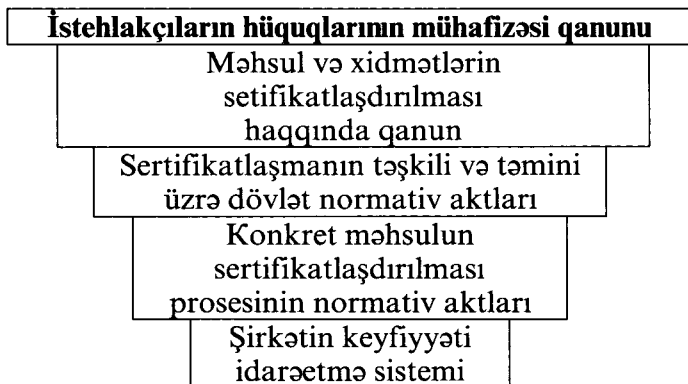 İstehlakçıların hüquqlarının mühafizəsi qanunu
Məhsul və xidmətlərin
setifikatlaşdırılması
haqqında qanun
Sertifikatlaşmanın təşkili və təmini
üzrə dövlət normativ aktları
Konkret məhsulun
sertifikatlaşdırılması
prosesinin normativ aktları
Şirkətin keyfiyyəti
idarəetmə sistemi